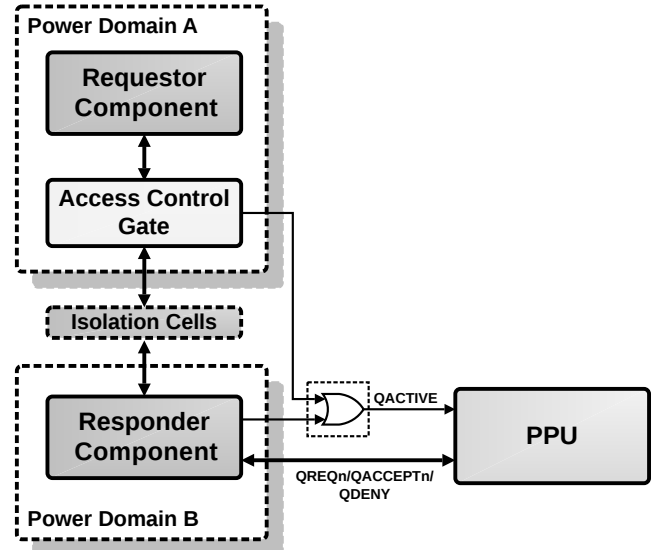 Power Domain A
Requestor
Component
Access Control
Gate
Isolation Cells
Responder
Component
QACTIVE
PPU
QREQn/QACCEPTn/
QDENY
Power Domain B